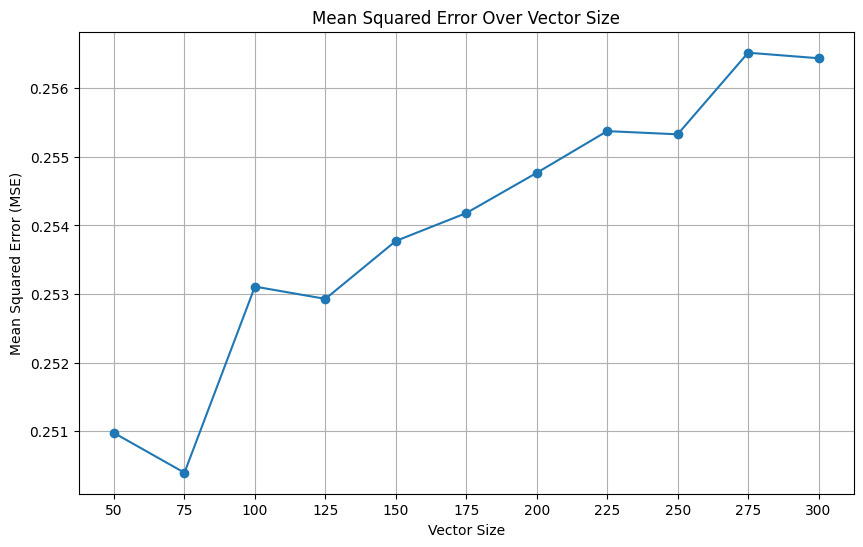 Mean Squared Error Over Vector Size
Mean Squared Error (MSE)
0.256
0.255
0.254
0.253
0.252
0.251
50 75 100 125 150 175 200 225 250 275 300
Vector Size